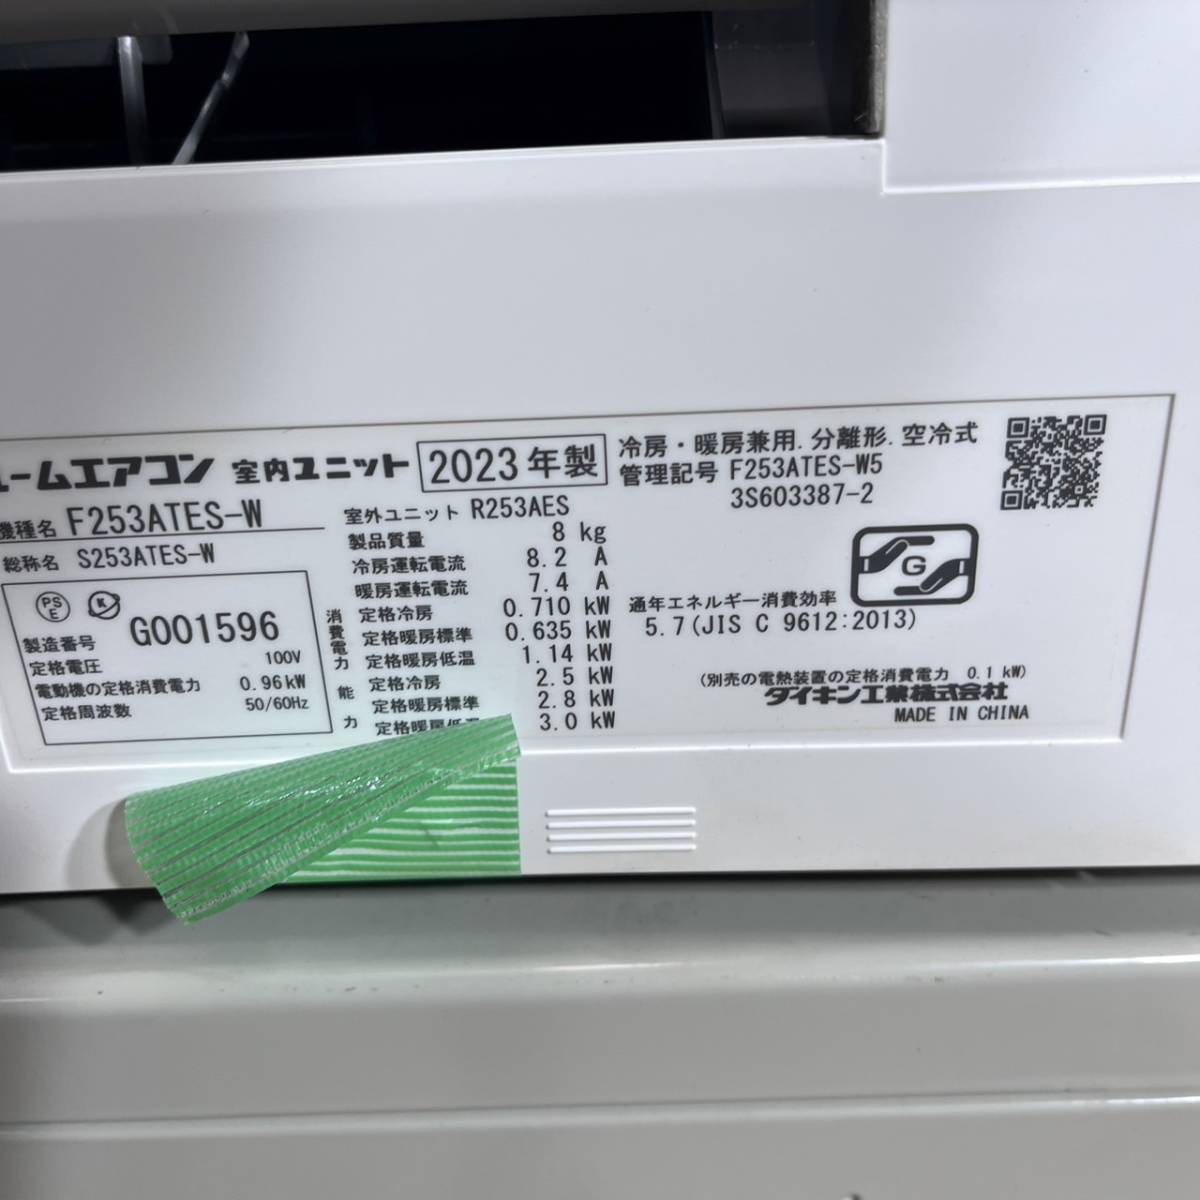 ームエアコン 室内ユニット 2023年製
機種名 F253ATES-W
総称名 S253ATES-W
PS E
K
製造番号 G001596
定格電圧 100V
電動機の定格消費電力 0.96kW
定格周波数 50/60Hz
室外ユニット R253AES
製品質量 8 kg
冷房運転電流 8.2 A
暖房運転電流 7.4 A
消費電力
定格冷房 0.710 kW
定格暖房標準 0.635 kW
定格暖房低温 1.14 kW
能力
定格冷房 2.5 kW
定格暖房標準 2.8 kW
定格暖房低温 3.0 kW
冷房・暖房兼用.分離形.空冷式
管理記号 F253ATES-W5
3S603387-2
G
通年エネルギー消費効率
5.7(JIS C 9612:2013)
(別売の電熱装置の定格消費電力 0.1 kW)
ダイキン工業株式会社
MADE IN CHINA